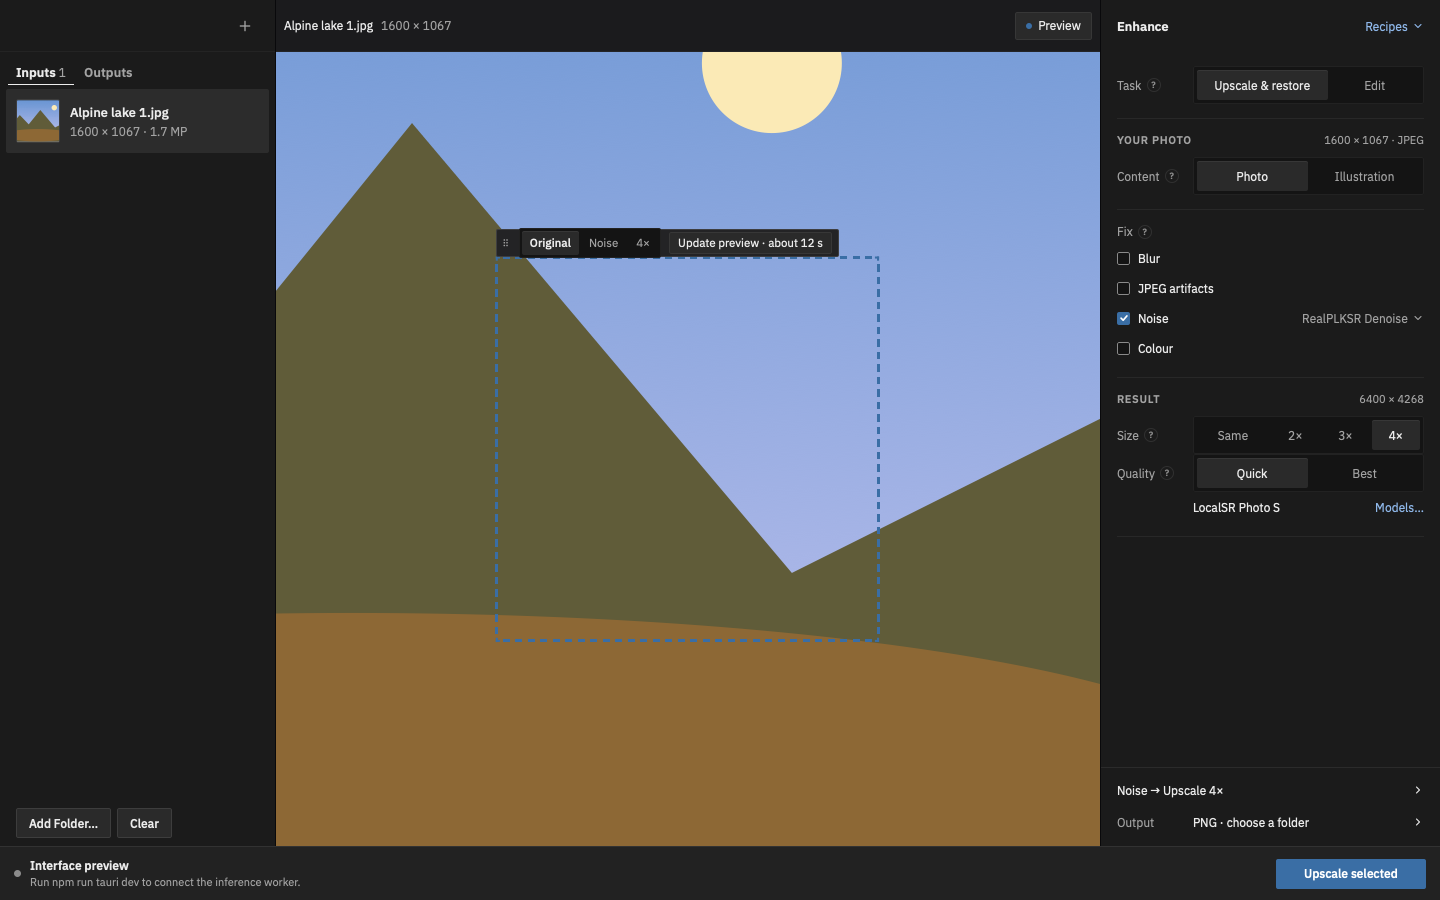 Alpine lake 1.jpg 1600 × 1067
Preview
Enhance
Recipes
Inputs 1 Outputs
Alpine lake 1.jpg
1600 × 1067 · 1.7 MP
Task ? Upscale & restore Edit
YOUR PHOTO 1600 × 1067 · JPEG
Content ? Photo Illustration
Fix ?
Blur
JPEG artifacts
Noise RealPLKSR Denoise
Colour
RESULT 6400 × 4268
Size ? Same 2× 3× 4×
Quality ? Quick Best
LocalSR Photo S Models...
Original Noise 4× Update preview · about 12 s
Noise → Upscale 4×
Output PNG · choose a folder
Add Folder... Clear
Interface preview
Run npm run tauri dev to connect the inference worker.
Upscale selected